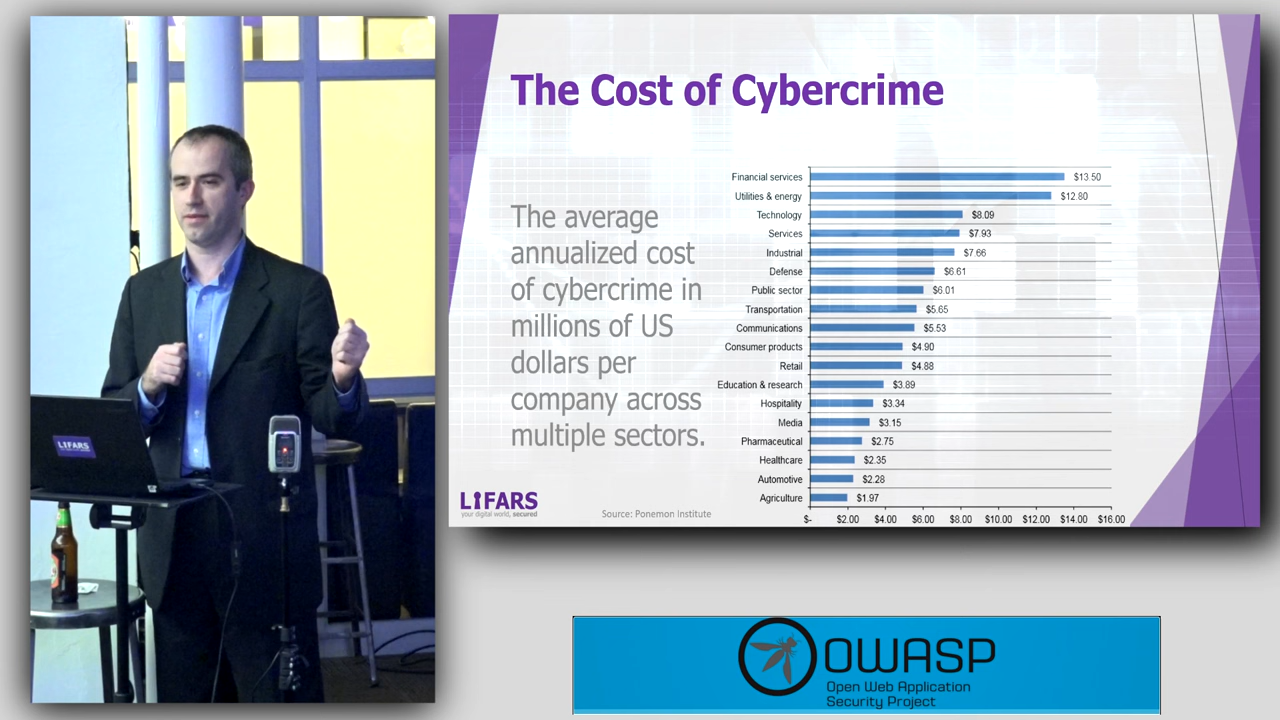 The Cost of Cybercrime
The average
annualized cost
of cybercrime in
millions of US
dollars per
company across
multiple sectors.
Financial services $13.50
Utilities & energy $12.80
Technology $8.09
Services $7.93
Industrial $7.66
Defense $6.61
Public sector $6.01
Transportation $5.65
Communications $5.53
Consumer products $4.90
Retail $4.88
Education & research $3.89
Hospitality $3.34
Media $3.15
Pharmaceutical $2.75
Healthcare $2.35
Automotive $2.28
Agriculture $1.97
$- $2.00 $4.00 $6.00 $8.00 $10.00 $12.00 $14.00 $16.00
LIFARS
your digital world, secured
Source: Ponemon Institute
LIFARS
OWASP
Open Web Application
Security Project